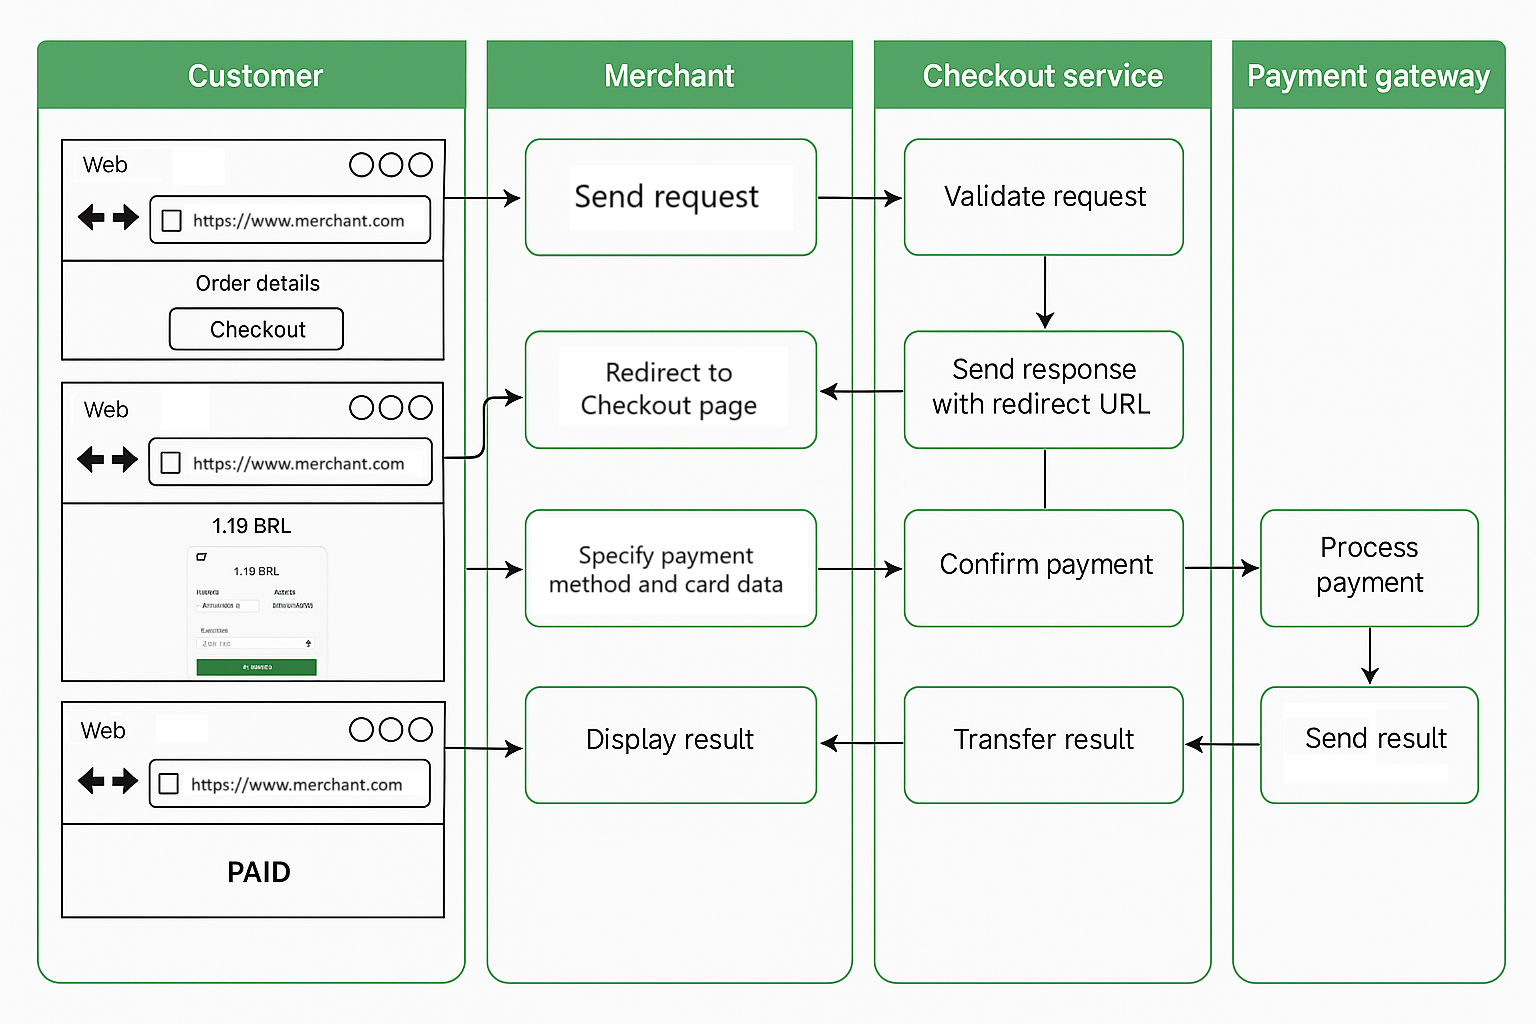 Customer
Merchant
Checkout service
Payment gateway
Web
https://www.merchant.com
Order details
Checkout
Send request
Validate request
Web
https://www.merchant.com
Redirect to
Checkout page
Send response
with redirect URL
1.19 BRL
1.19 BRL
Specify payment
method and card data
Confirm payment
Process
payment
Web
https://www.merchant.com
PAID
Display result
Transfer result
Send result